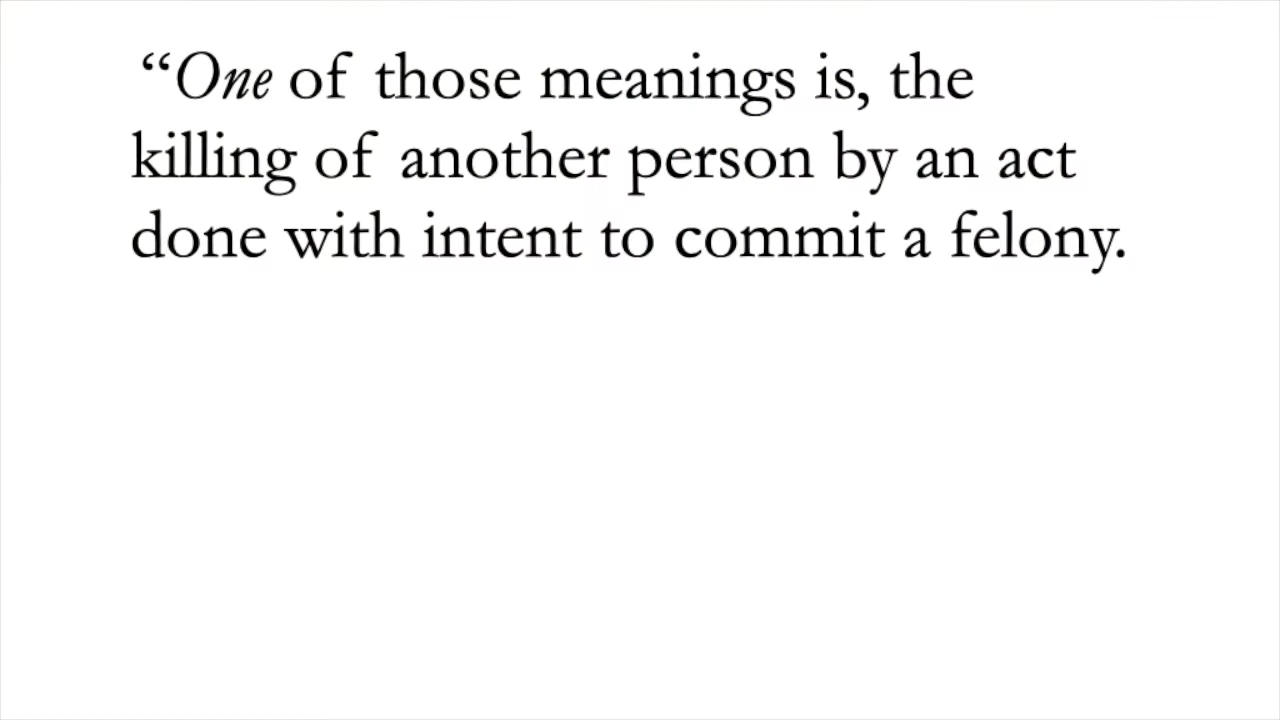 “One of those meanings is, the
killing of another person by an act
done with intent to commit a felony.